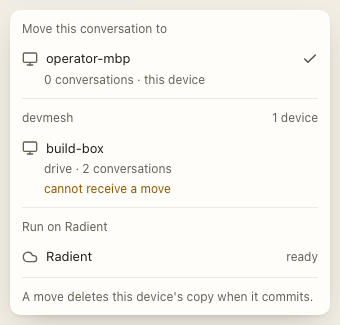 Move this conversation to
operator-mbp
0 conversations · this device
devmesh 1 device
build-box
drive · 2 conversations
cannot receive a move
Run on Radient
Radient ready
A move deletes this device's copy when it commits.